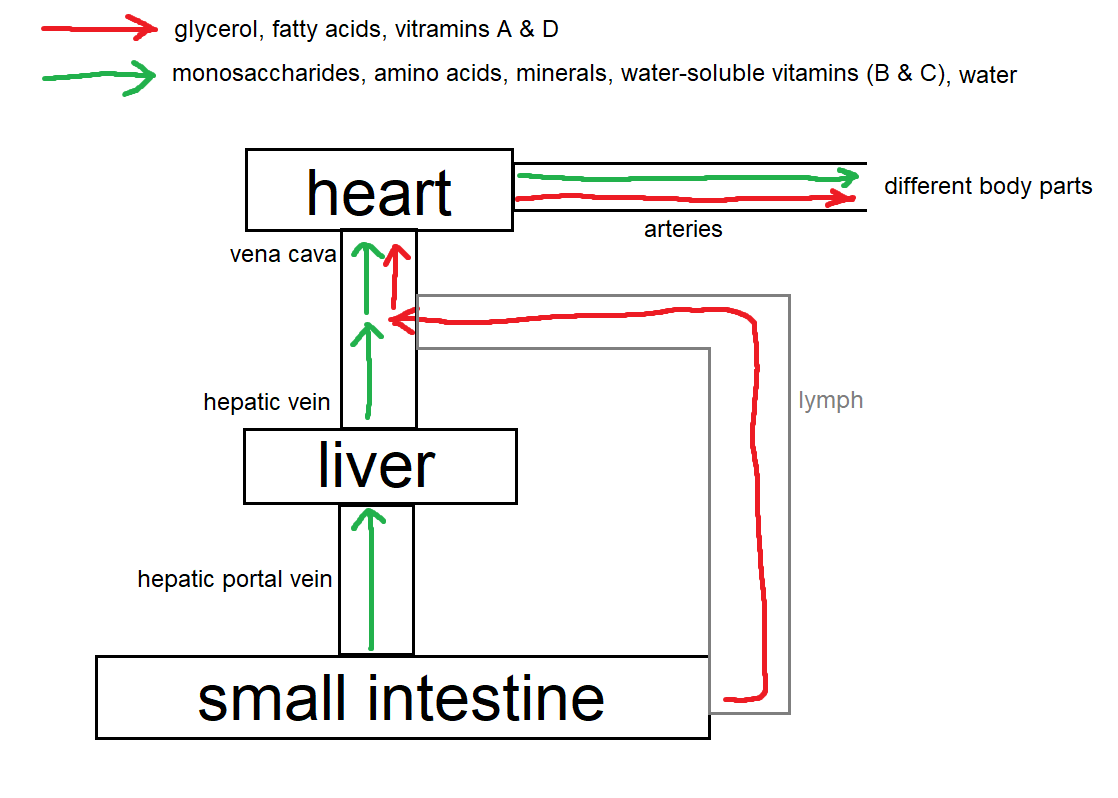 glycerol, fatty acids, vitramins A & D
monosaccharides, amino acids, minerals, water-soluble vitamins (B & C), water
heart
different body parts
arteries
vena cava
hepatic vein
lymph
liver
hepatic portal vein
small intestine